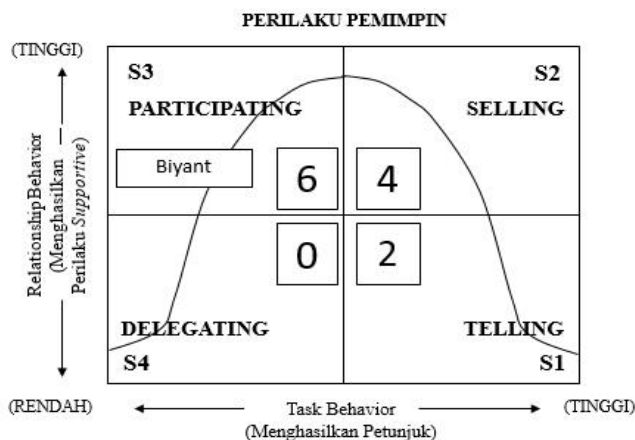 PERILAKU PEMIMPIN
(TINGGI)
S3
S2
PARTICIPATING
SELLING
Biyant
6
4
0
2
Relationship Behavior
(Menghasilkan
Perilaku Supportive)
DELEGATING
TELLING
S4
S1
(RENDAH)
Task Behavior
(Menghasilkan Petunjuk)
(TINGGI)